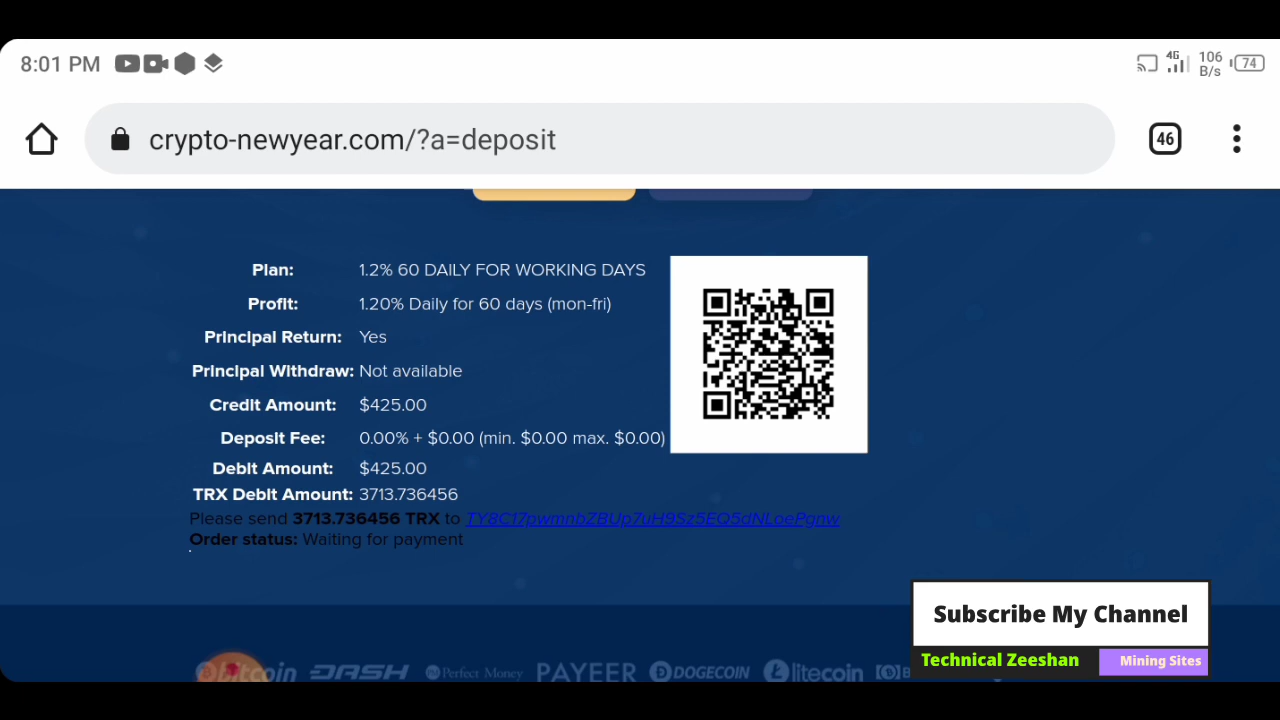 8:01 PM
4G
106
B/s
74
crypto-newyear.com/?a=deposit
46
Plan: 1.2% 60 DAILY FOR WORKING DAYS
Profit: 1.20% Daily for 60 days (mon-fri)
Principal Return: Yes
Principal Withdraw: Not available
Credit Amount: $425.00
Deposit Fee: 0.00% + $0.00 (min. $0.00 max. $0.00)
Debit Amount: $425.00
TRX Debit Amount: 3713.736456
Please send 3713.736456 TRX to TY8C17pwmnbZBUp7uH9Sz5EQ5dNLoePgnw
Order status: Waiting for payment
Subscribe My Channel
Technical Zeeshan
Mining Sites
bitcoin DASH Perfect Money PAYEER DOGECOIN litecoin